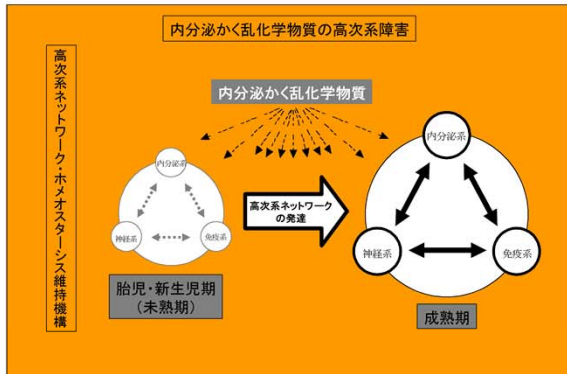 内分泌かく乱化学物質の高次系障害
高次系ネットワーク・ホメオスターシス維持機構
内分泌かく乱化学物質
内分泌系
神経系
免疫系
胎児・新生児期
(未熟期)
高次系ネットワーク
の発達
内分泌系
神経系
免疫系
成熟期